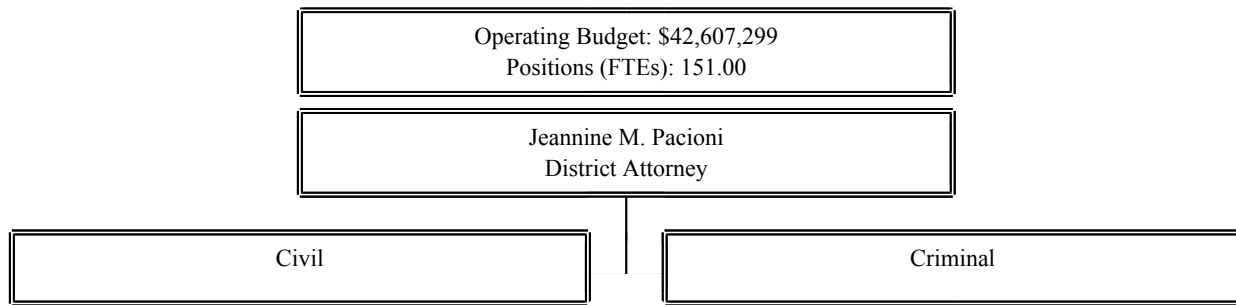 Operating Budget: $42,607,299
Positions (FTEs): 151.00
Jeannine M. Pacioni
District Attorney
Civil
Criminal